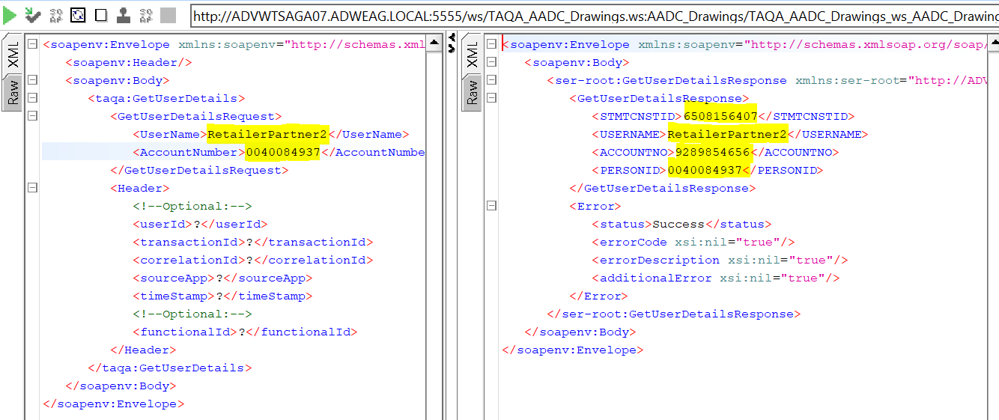 http://ADVWTSAGA07.ADWEAG.LOCAL:5555/ws/TAQA_AADC_Drawings.ws:AADC_Drawings/TAQA_AADC_Drawings_ws_AADC_Drawing
XML
Raw
<soapenv:Envelope xmlns:soapenv="http://schemas.xml
<soapenv:Header/>
<soapenv:Body>
<taqa:GetUserDetails>
<GetUserDetailsRequest>
<UserName>RetailerPartner2</UserName>
<AccountNumber>0040084937</AccountNumbe
</GetUserDetailsRequest>
<Header>
<!--Optional:-->
<userId>?</userId>
<transactionId>?</transactionId>
<correlationId>?</correlationId>
<sourceApp>?</sourceApp>
<timeStamp>?</timeStamp>
<!--Optional:-->
<functionalId>?</functionalId>
</Header>
</taqa:GetUserDetails>
</soapenv:Body>
</soapenv:Envelope>
XML
Raw
<soapenv:Envelope xmlns:soapenv="http://schemas.xmlsoap.org/soap/
<soapenv:Body>
<ser-root:GetUserDetailsResponse xmlns:ser-root="http://ADV
<GetUserDetailsResponse>
<STMTCNSTID>6508156407</STMTCNSTID>
<USERNAME>RetailerPartner2</USERNAME>
<ACCOUNTNO>9289854656</ACCOUNTNO>
<PERSONID>0040084937</PERSONID>
</GetUserDetailsResponse>
<Error>
<status>Success</status>
<errorCode xsi:nil="true"/>
<errorDescription xsi:nil="true"/>
<additionalError xsi:nil="true"/>
</Error>
</ser-root:GetUserDetailsResponse>
</soapenv:Body>
</soapenv:Envelope>